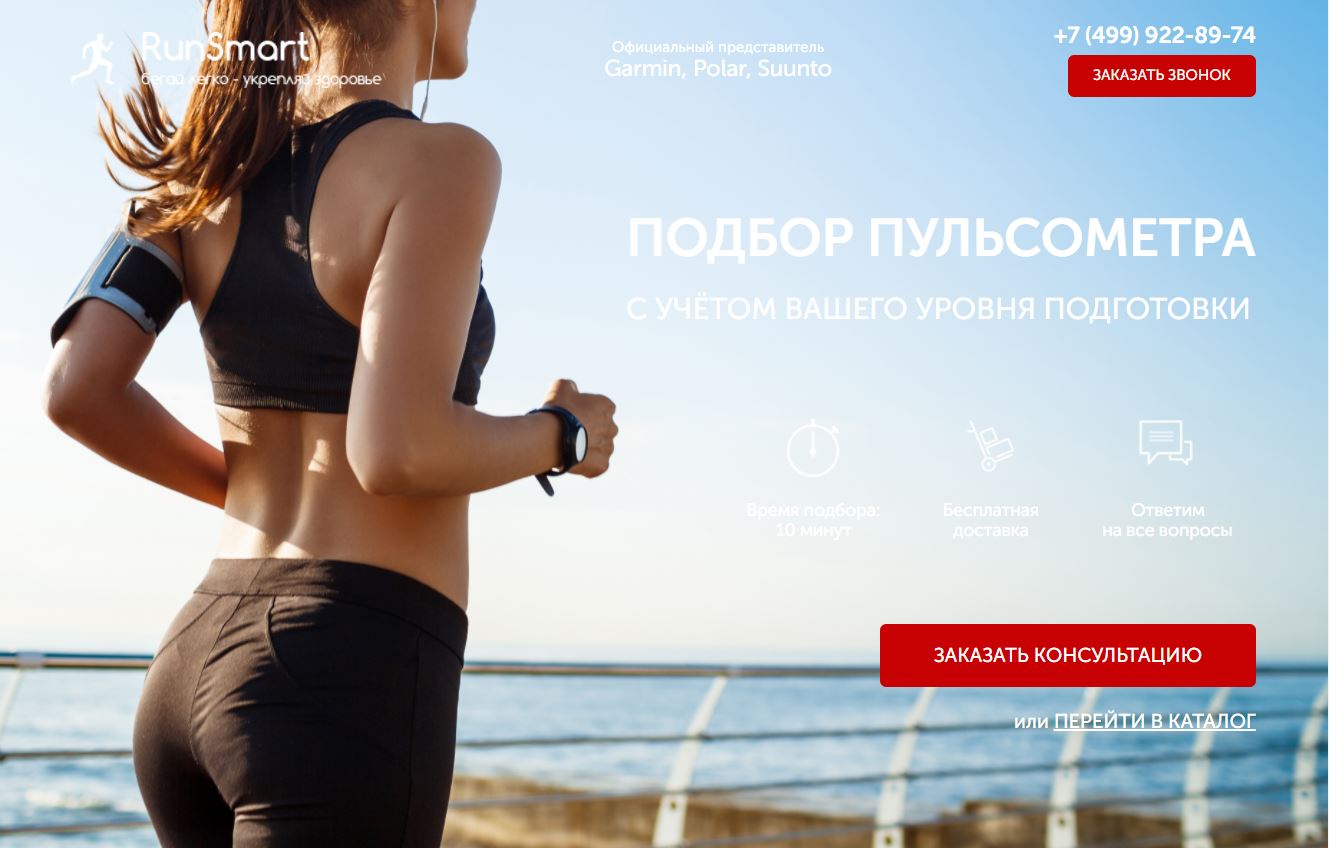 RunSmart
бегай легко - укрепляй здоровье
Официальный представитель
Garmin, Polar, Suunto
+7 (499) 922-89-74
ЗАКАЗАТЬ ЗВОНОК
ПОДБОР ПУЛЬСОМЕТРА
С УЧЁТОМ ВАШЕГО УРОВНЯ ПОДГОТОВКИ
Время подбора:
10 минут
Бесплатная
доставка
Ответим
на все вопросы
ЗАКАЗАТЬ КОНСУЛЬТАЦИЮ
или ПЕРЕЙТИ В КАТАЛОГ